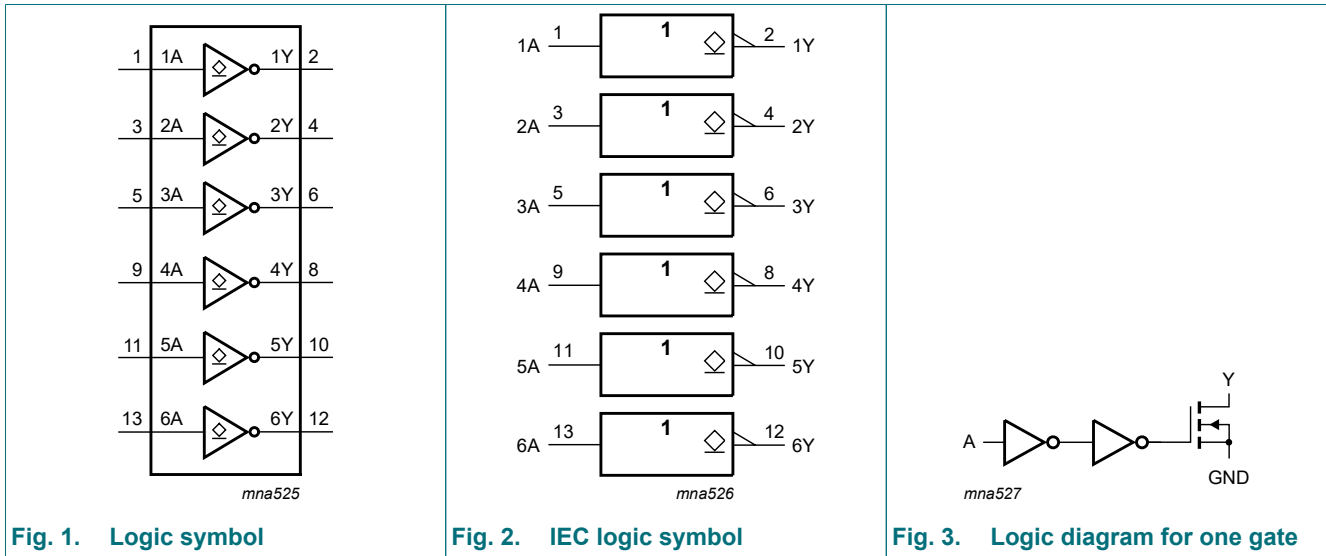 1 1A 1Y 2
3 2A 2Y 4
5 3A 3Y 6
9 4A 4Y 8
11 5A 5Y 10
13 6A 6Y 12
mna525
Fig. 1. Logic symbol
1A 1 1 2 1Y
2A 3 1 4 2Y
3A 5 1 6 3Y
4A 9 1 8 4Y
5A 11 1 10 5Y
6A 13 1 12 6Y
mna526
Fig. 2. IEC logic symbol
Y
A
GND
mna527
Fig. 3. Logic diagram for one gate